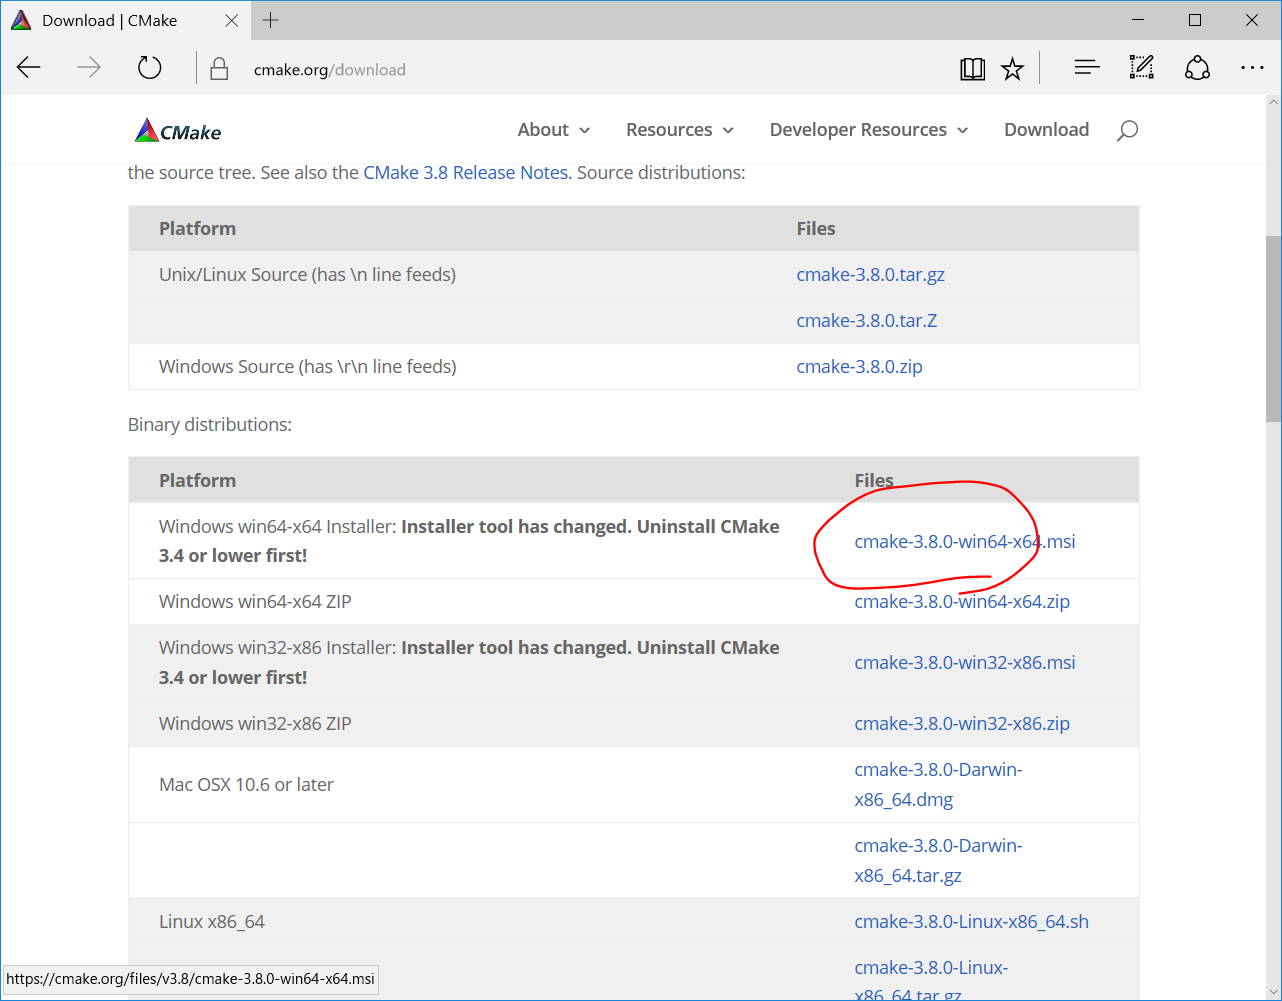 Download | CMake
cmake.org/download
CMake
About
Resources
Developer Resources
Download
the source tree. See also the CMake 3.8 Release Notes. Source distributions:
Platform Files
Unix/Linux Source (has \n line feeds) cmake-3.8.0.tar.gz
cmake-3.8.0.tar.Z
Windows Source (has \r\n line feeds) cmake-3.8.0.zip
Binary distributions:
Platform Files
Windows win64-x64 Installer: Installer tool has changed. Uninstall CMake
3.4 or lower first!
cmake-3.8.0-win64-x64.msi
Windows win64-x64 ZIP cmake-3.8.0-win64-x64.zip
Windows win32-x86 Installer: Installer tool has changed. Uninstall CMake
3.4 or lower first!
cmake-3.8.0-win32-x86.msi
Windows win32-x86 ZIP cmake-3.8.0-win32-x86.zip
Mac OSX 10.6 or later
cmake-3.8.0-Darwin-
x86_64.dmg
cmake-3.8.0-Darwin-
x86_64.tar.gz
Linux x86_64 cmake-3.8.0-Linux-x86_64.sh
cmake-3.8.0-Linux-
x86_64.tar.gz
https://cmake.org/files/v3.8/cmake-3.8.0-win64-x64.msi